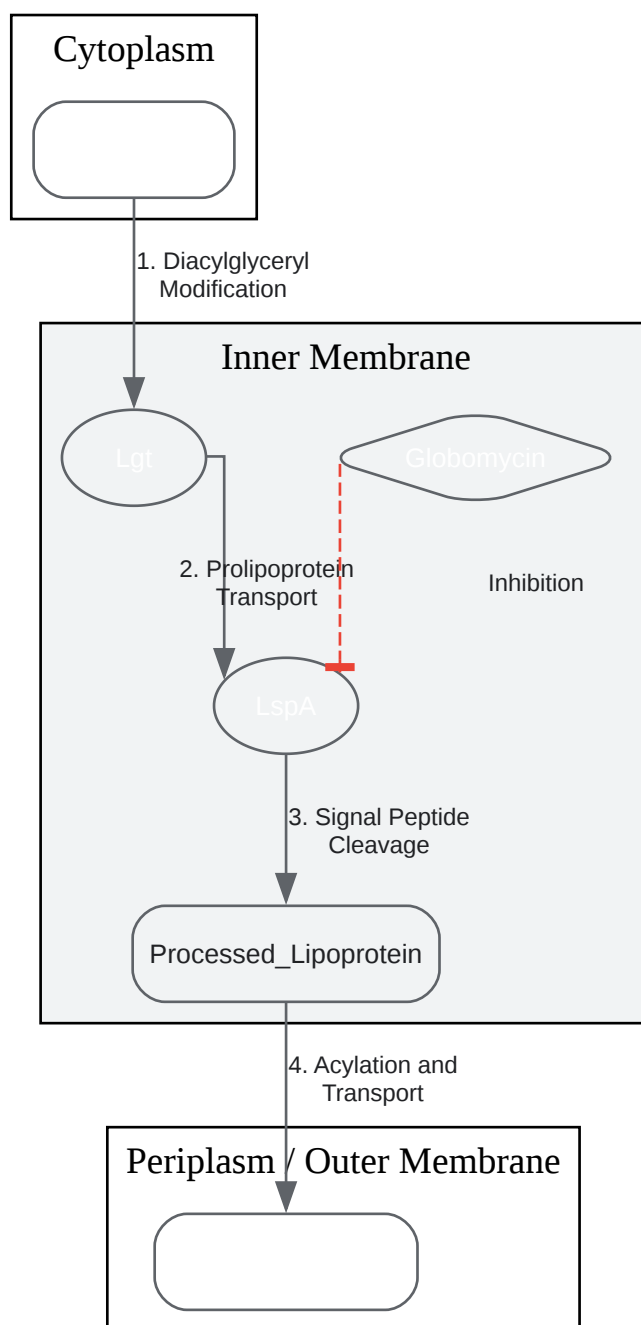 Cytoplasm
1. Diacylglyceryl
Modification
Inner Membrane
Lgt
Globomycin
2. Prolipoprotein
Transport
Inhibition
LspA
3. Signal Peptide
Cleavage
Processed_Lipoprotein
4. Acylation and
Transport
Periplasm / Outer Membrane